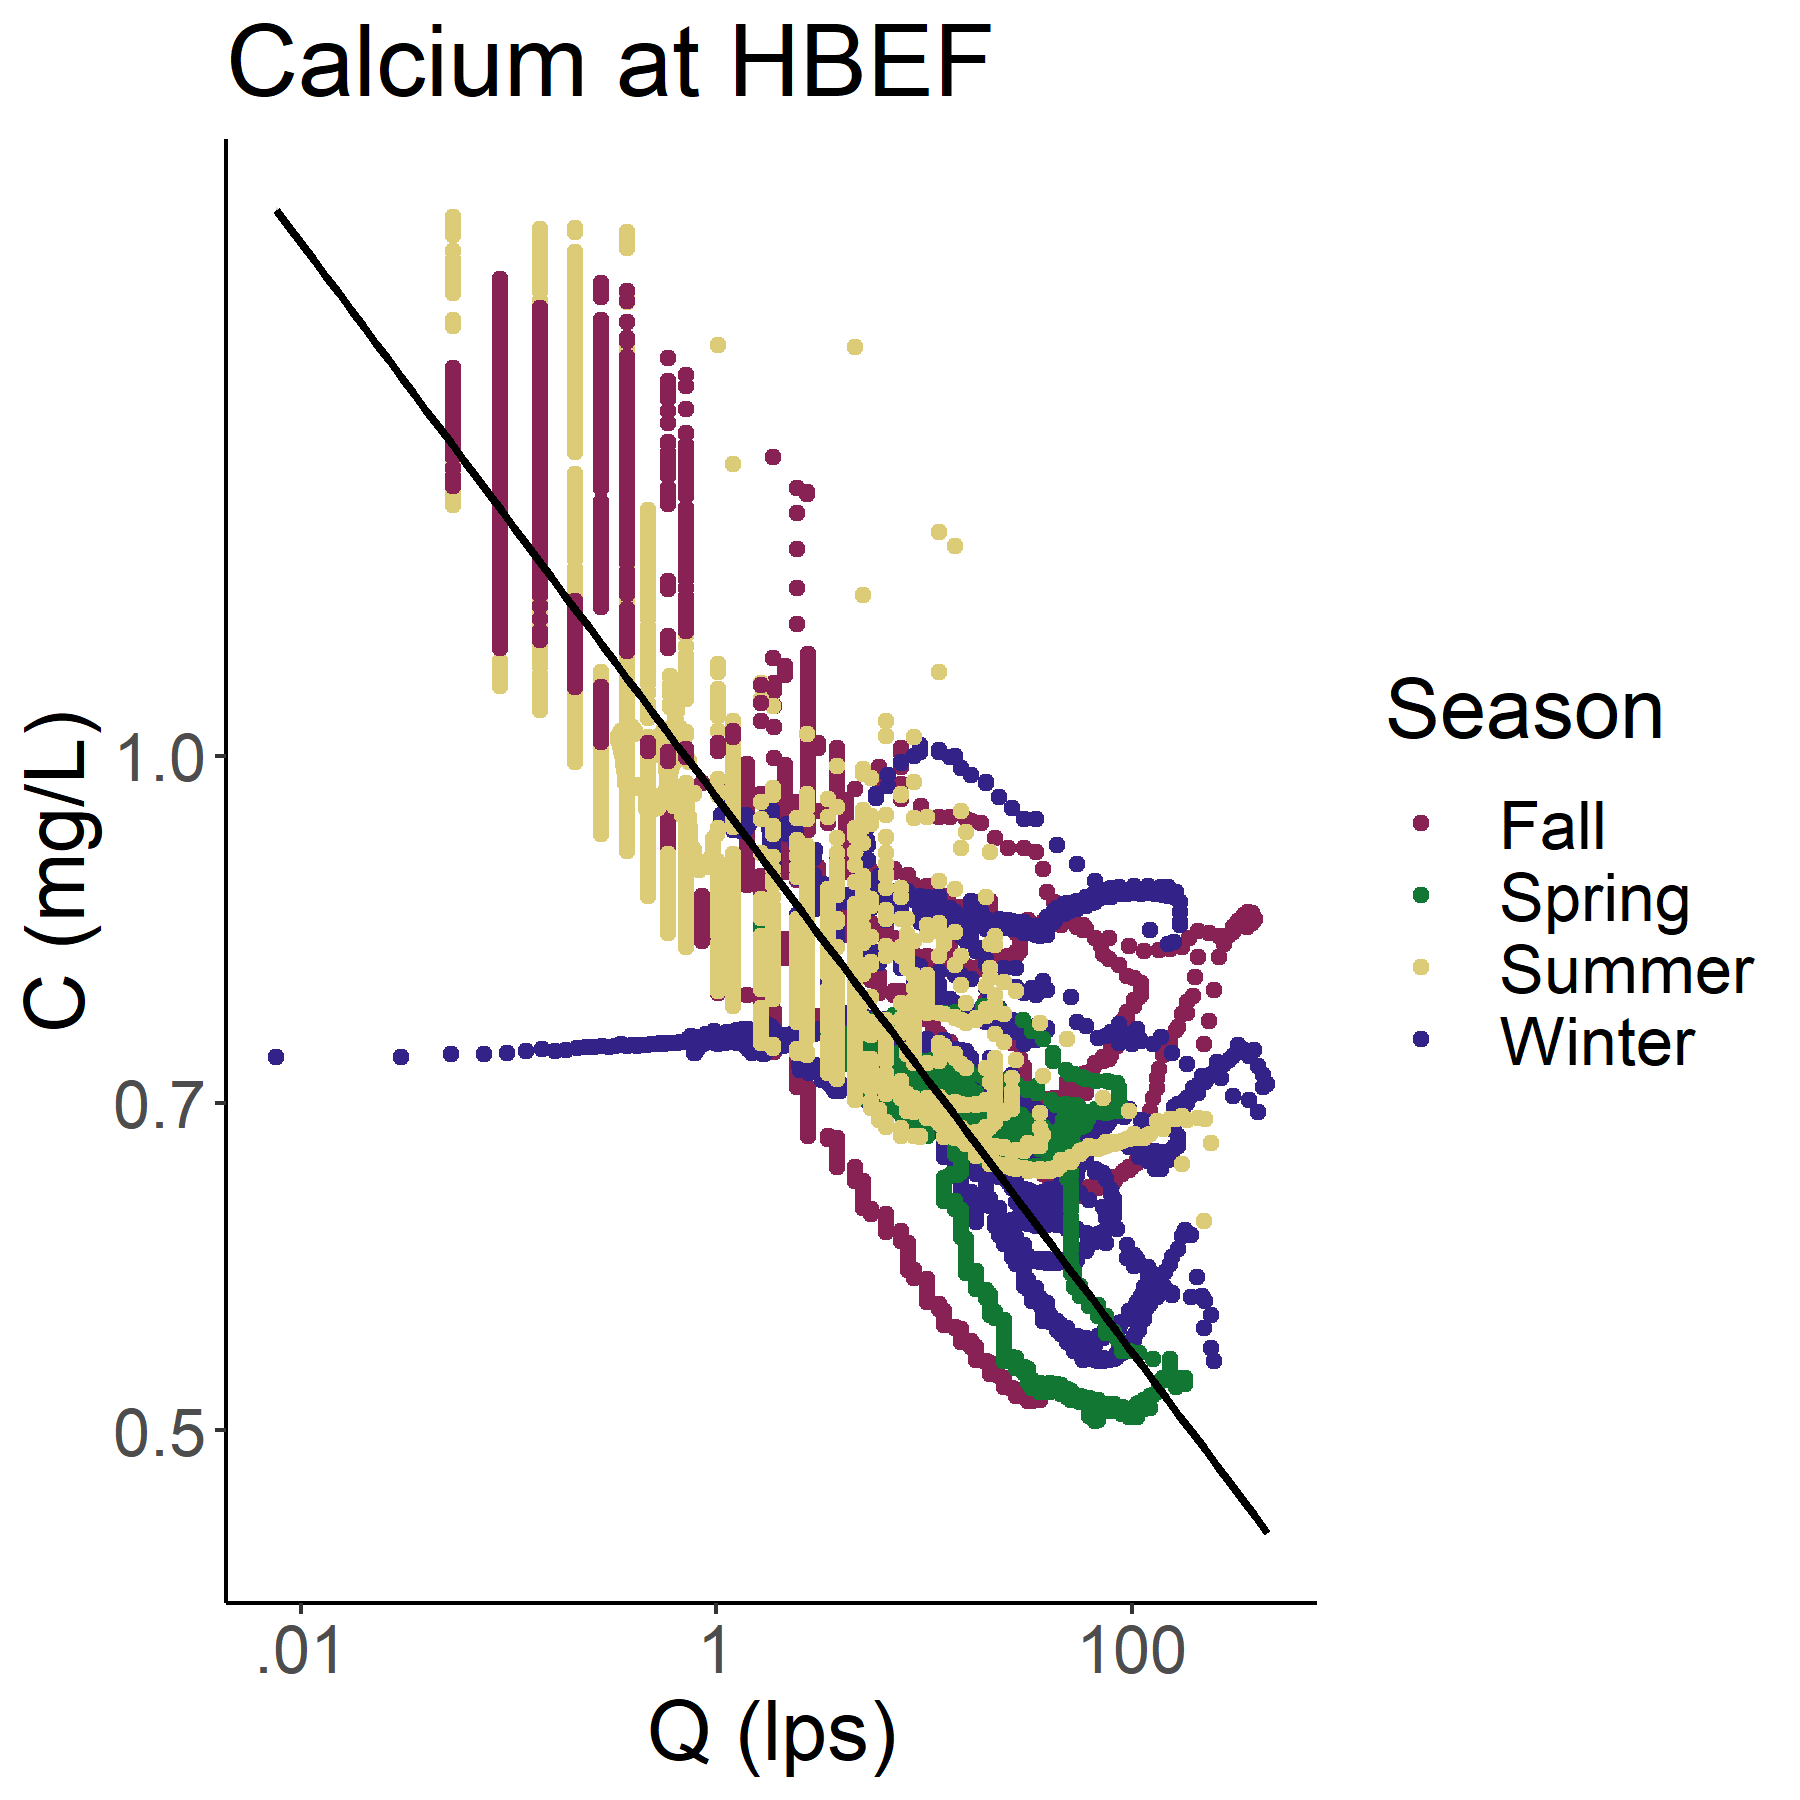 Calcium at HBEF
C (mg/L)
1.0
0.7
0.5
.01
1
100
Q (lps)
Season
Fall
Spring
Summer
Winter